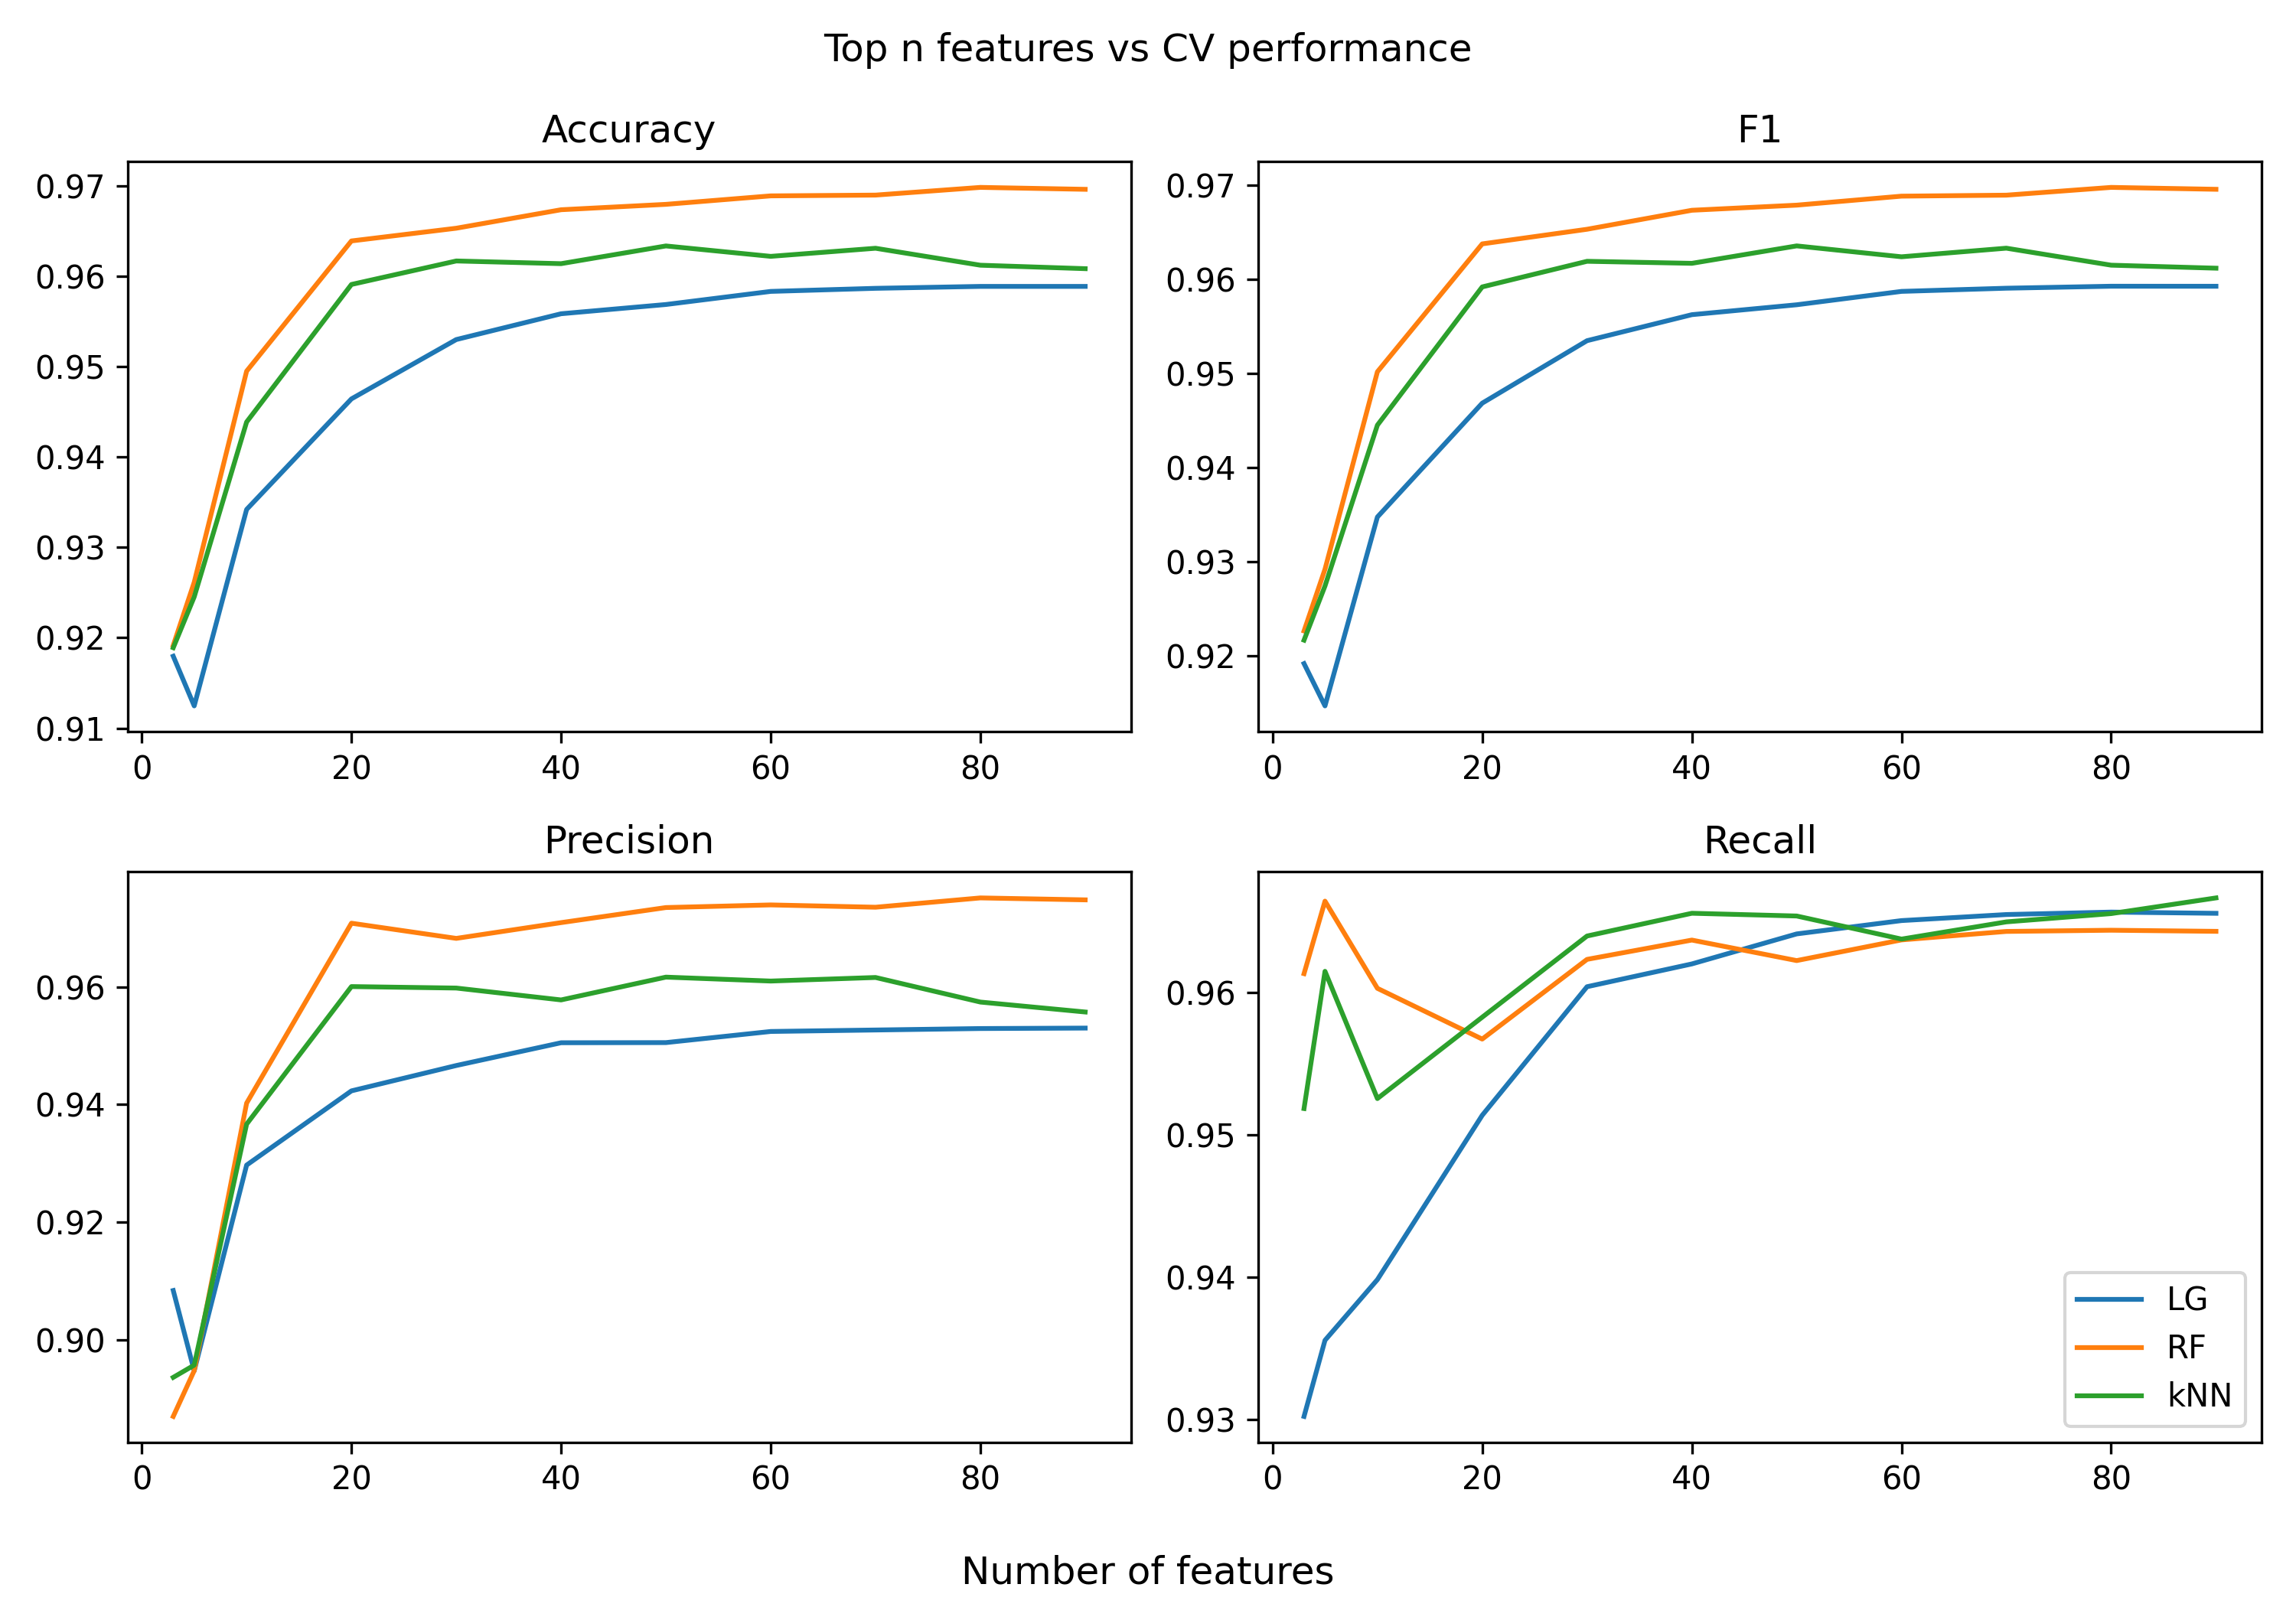 Top n features vs CV performance
Accuracy
0.97
0.96
0.95
0.94
0.93
0.92
0.91
0 20 40 60 80
F1
0.97
0.96
0.95
0.94
0.93
0.92
0 20 40 60 80
Precision
0.96
0.94
0.92
0.90
0 20 40 60 80
Recall
0.96
0.95
0.94
0.93
LG
RF
kNN
0 20 40 60 80
Number of features